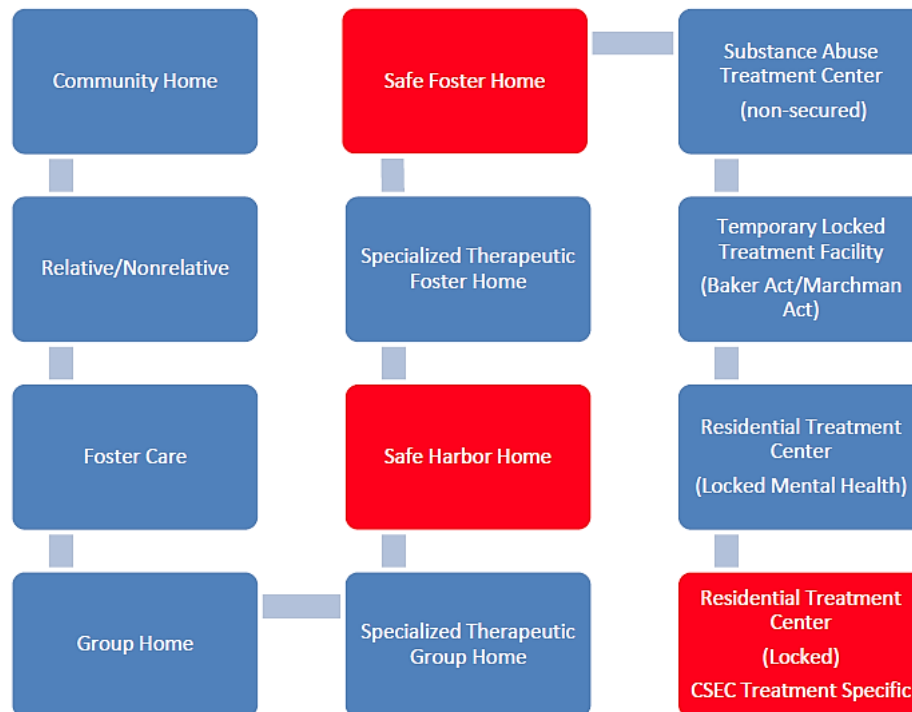 Community Home
Relative/Nonrelative
Foster Care
Group Home
Specialized Therapeutic
Group Home
Safe Harbor Home
Specialized Therapeutic
Foster Home
Safe Foster Home
Substance Abuse
Treatment Center
(non-secured)
Temporary Locked
Treatment Facility
(Baker Act/Marchman
Act)
Residential Treatment
Center
(Locked Mental Health)
Residential Treatment
Center
(Locked)
CSEC Treatment Specific